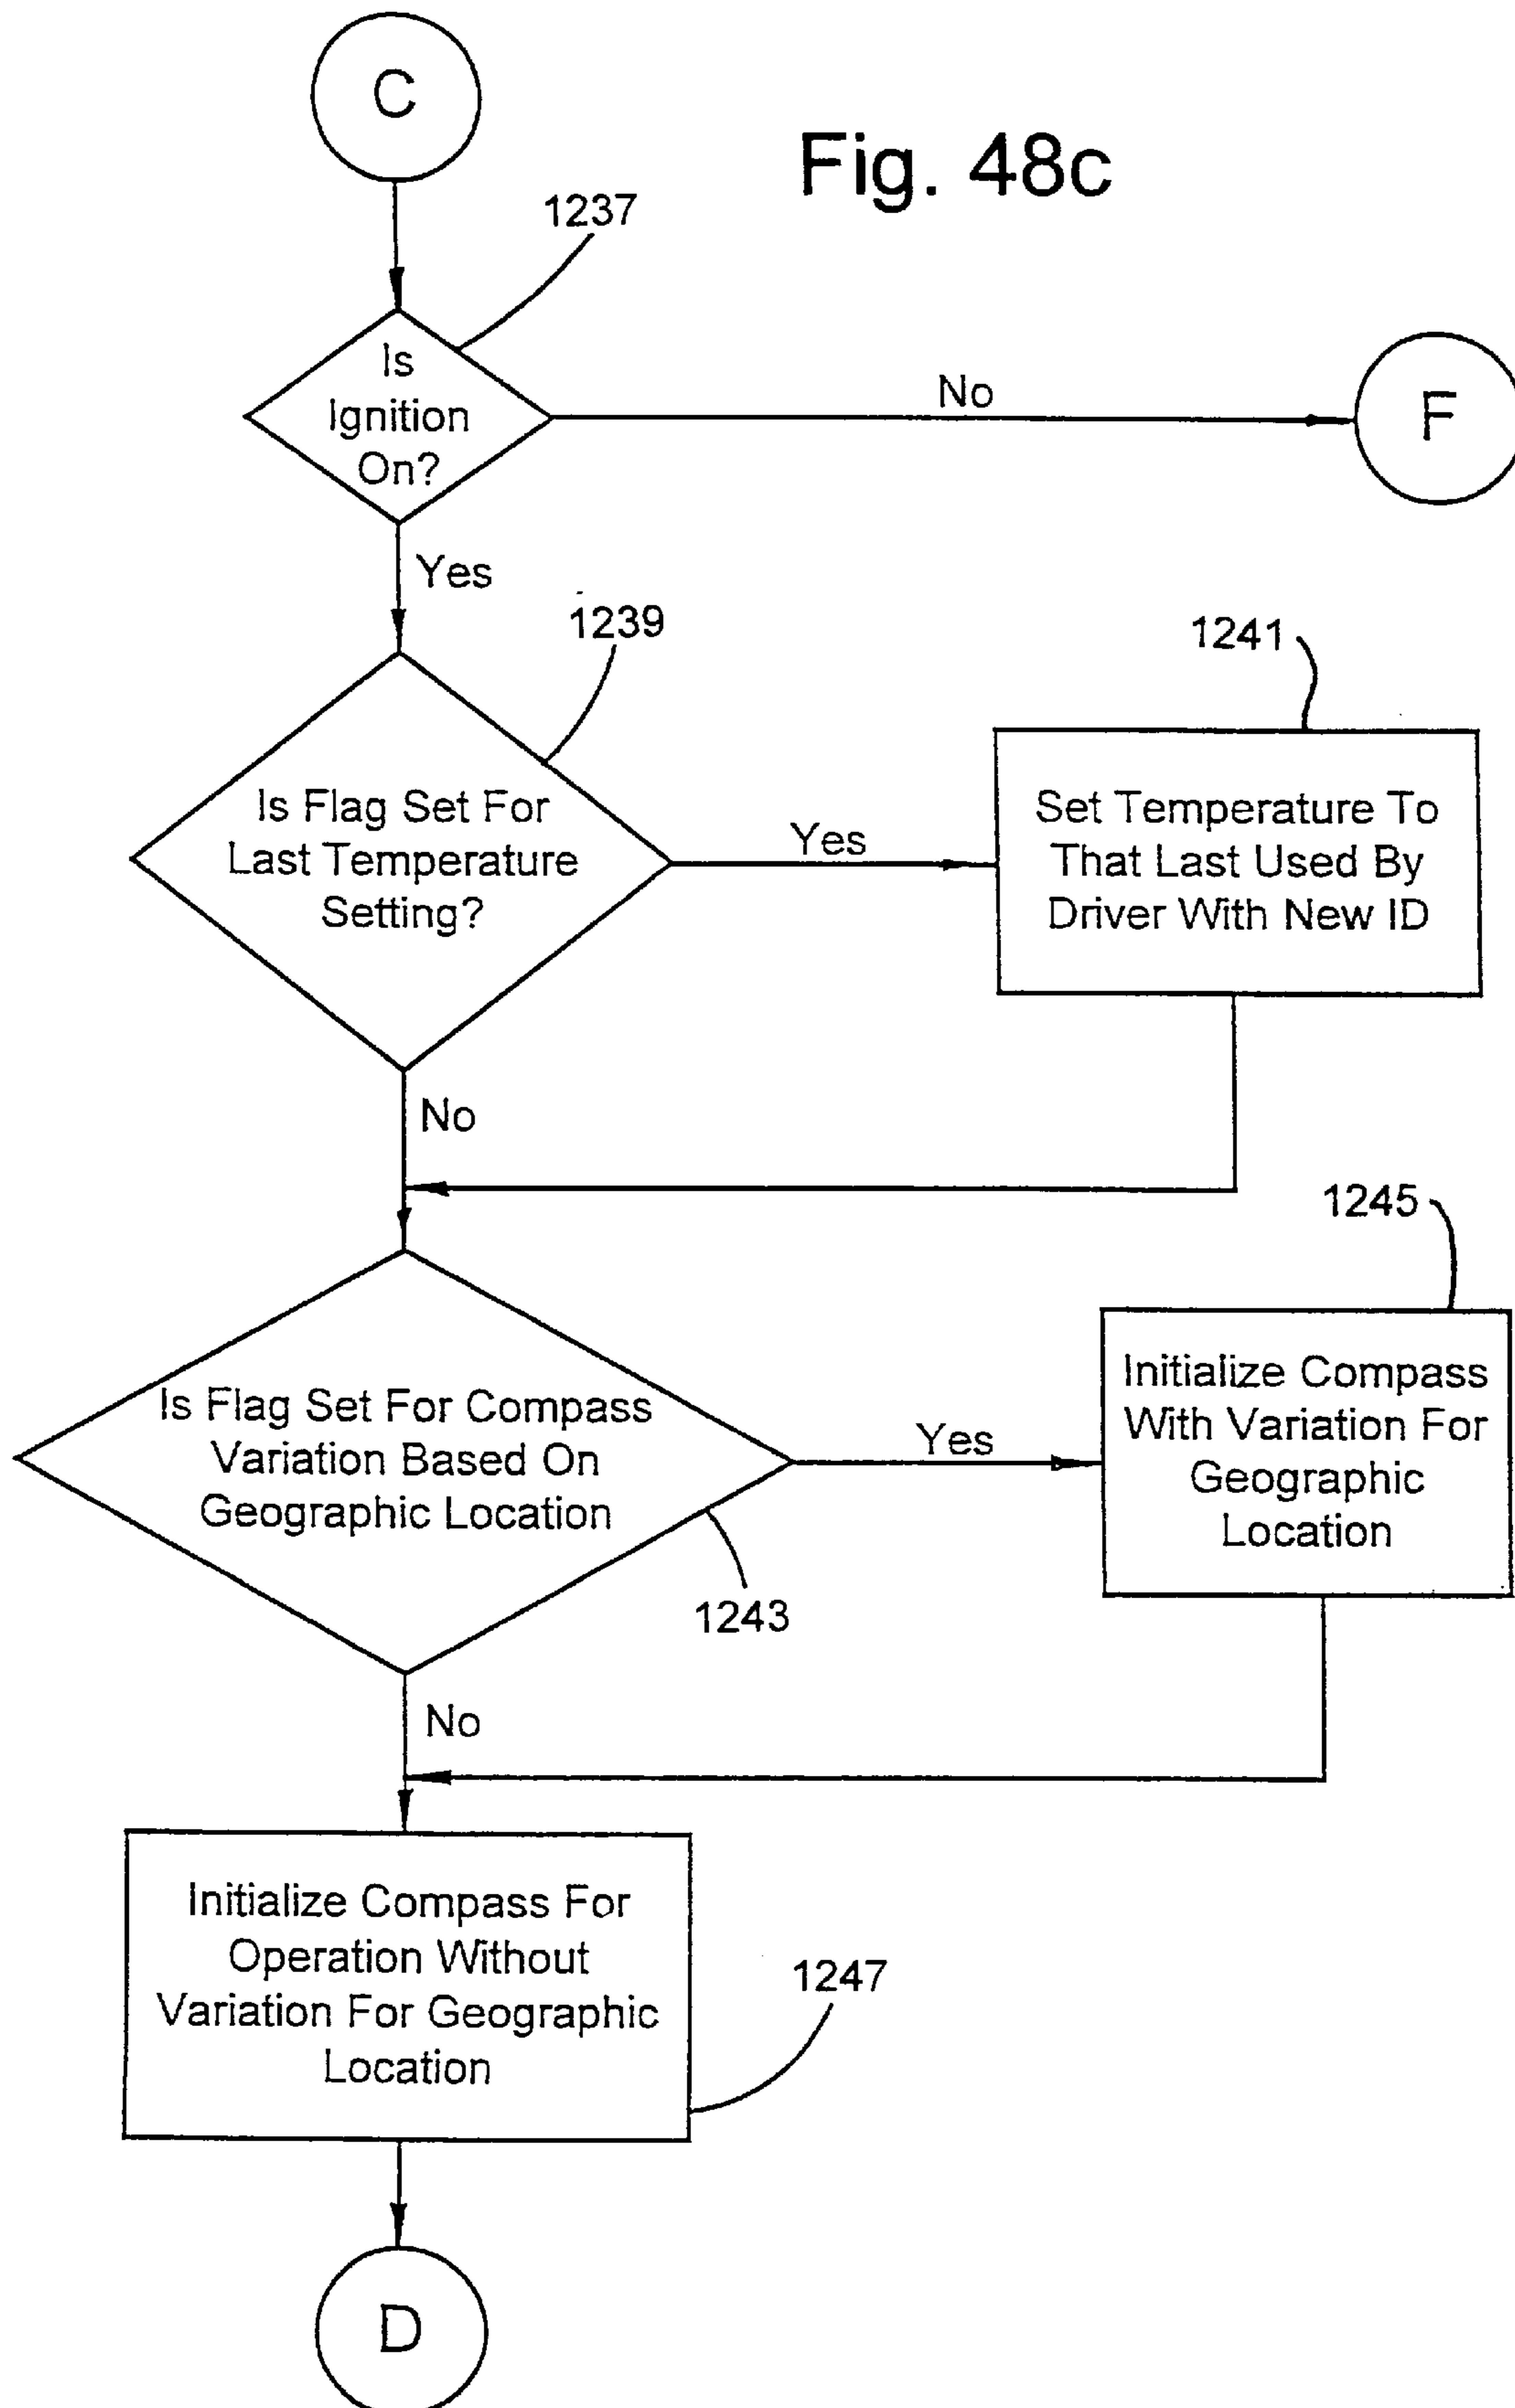 C
Fig. 48c
1237
Is
Ignition
On?
No
F
Yes
1239
1241
Is Flag Set For
Last Temperature
Setting?
Yes
Set Temperature To
That Last Used By
Driver With New ID
No
1245
Is Flag Set For Compass
Variation Based On
Geographic Location
Yes
Initialize Compass
With Variation For
Geographic
Location
1243
No
Initialize Compass For
Operation Without
Variation For Geographic
Location
1247
D